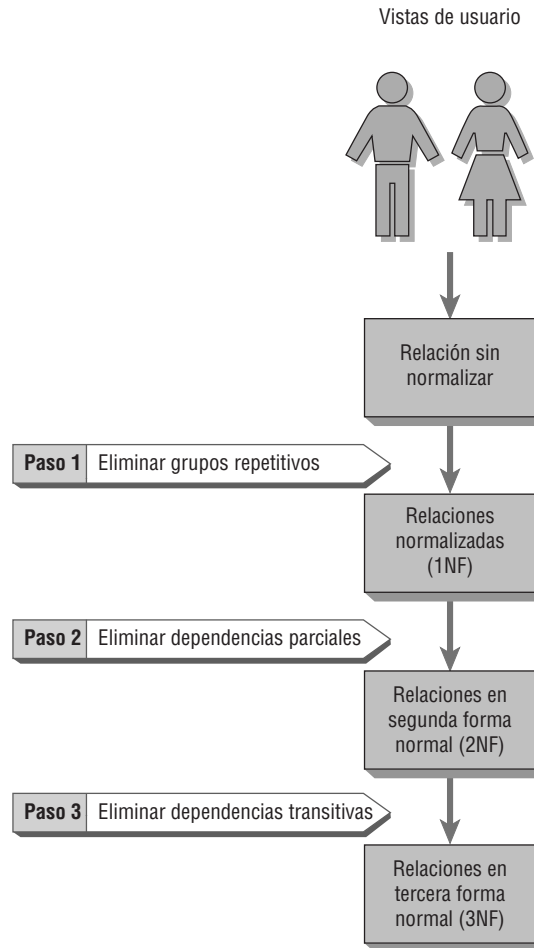 Vistas de usuario
Relación sin
normalizar
Paso 1 Eliminar grupos repetitivos
Relaciones
normalizadas
(1NF)
Paso 2 Eliminar dependencias parciales
Relaciones en
segunda forma
normal (2NF)
Paso 3 Eliminar dependencias transitivas
Relaciones en
tercera forma
normal (3NF)